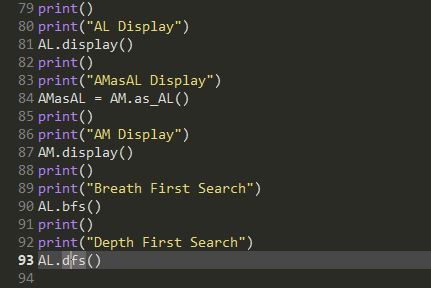 79 print()
80 print("AL Display")
81 AL.display()
82 print()
83 print("AMasAL Display")
84 AMasAL = AM.as_AL()
85 print()
86 print("AM Display")
87 AM.display()
88 print()
89 print("Breath First Search")
90 AL.bfs()
91 print()
92 print("Depth First Search")
93 AL.dfs()
94